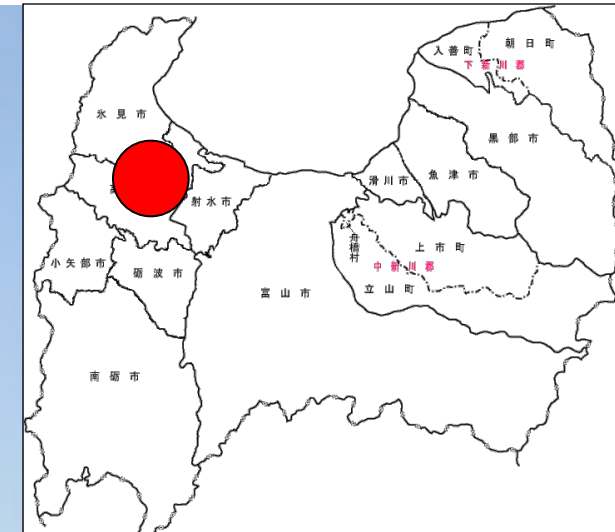 入善町
朝日町
下新川郡
氷見市
黒部市
魚津市
滑川市
射水市
舟橋村
上市町
小矢部市
砺波市
中新川郡
富山市
立山町
南砺市